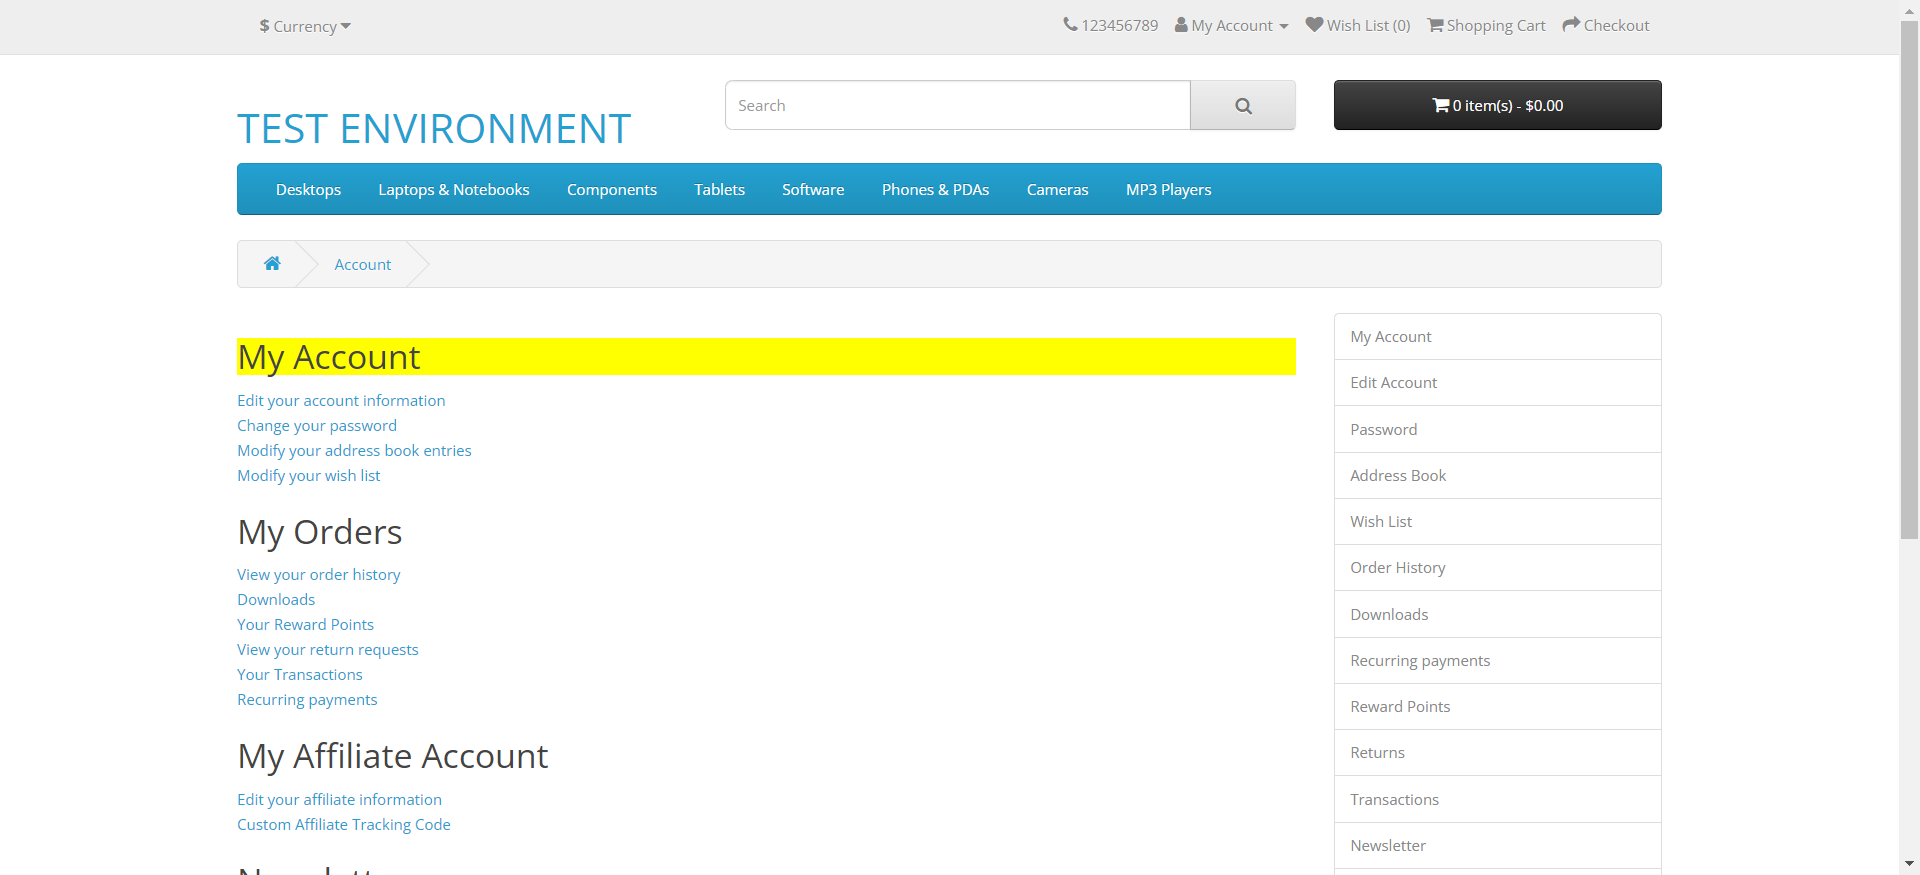 $ Currency
123456789 My Account Wish List (0) Shopping Cart Checkout
TEST ENVIRONMENT
Search
0 item(s) - $0.00
Desktops Laptops & Notebooks Components Tablets Software Phones & PDAs Cameras MP3 Players
Account
My Account
Edit your account information
Change your password
Modify your address book entries
Modify your wish list
My Orders
View your order history
Downloads
Your Reward Points
View your return requests
Your Transactions
Recurring payments
My Affiliate Account
Edit your affiliate information
Custom Affiliate Tracking Code
My Account
Edit Account
Password
Address Book
Wish List
Order History
Downloads
Recurring payments
Reward Points
Returns
Transactions
Newsletter